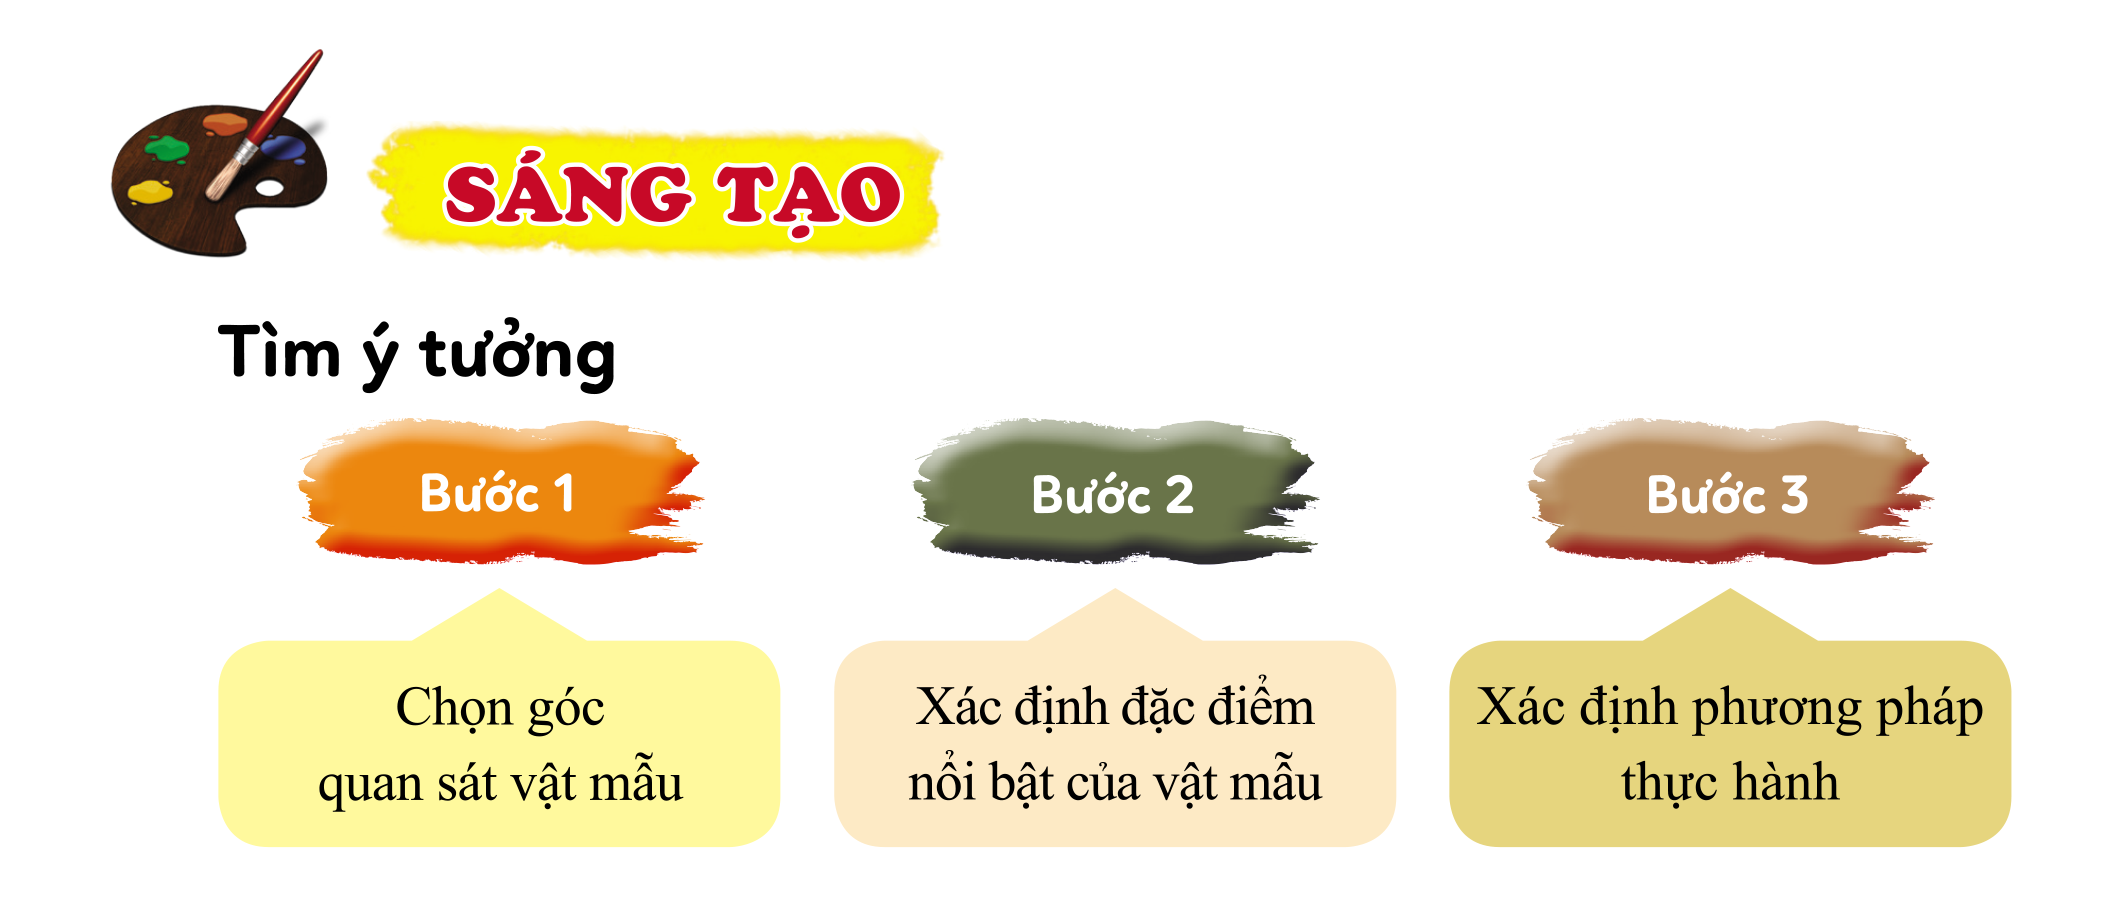 SÁNG TẠO
Tìm ý tưởng
Bước 1
Chọn góc
quan sát vật mẫu
Bước 2
Xác định đặc điểm
nổi bật của vật mẫu
Bước 3
Xác định phương pháp
thực hành